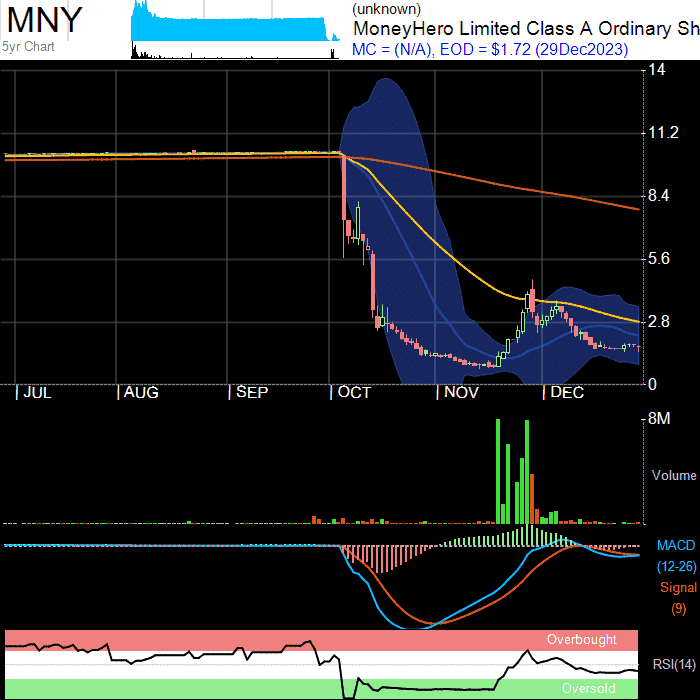 MNY
5yr Chart
(unknown)
MoneyHero Limited Class A Ordinary Sh
MC = (N/A), EOD = $1.72 (29Dec2023)
14
11.2
8.4
5.6
2.8
0
JUL AUG SEP OCT NOV DEC
8M
Volume
MACD
(12-26)
Signal
(9)
Overbought
RSI(14)
Oversold